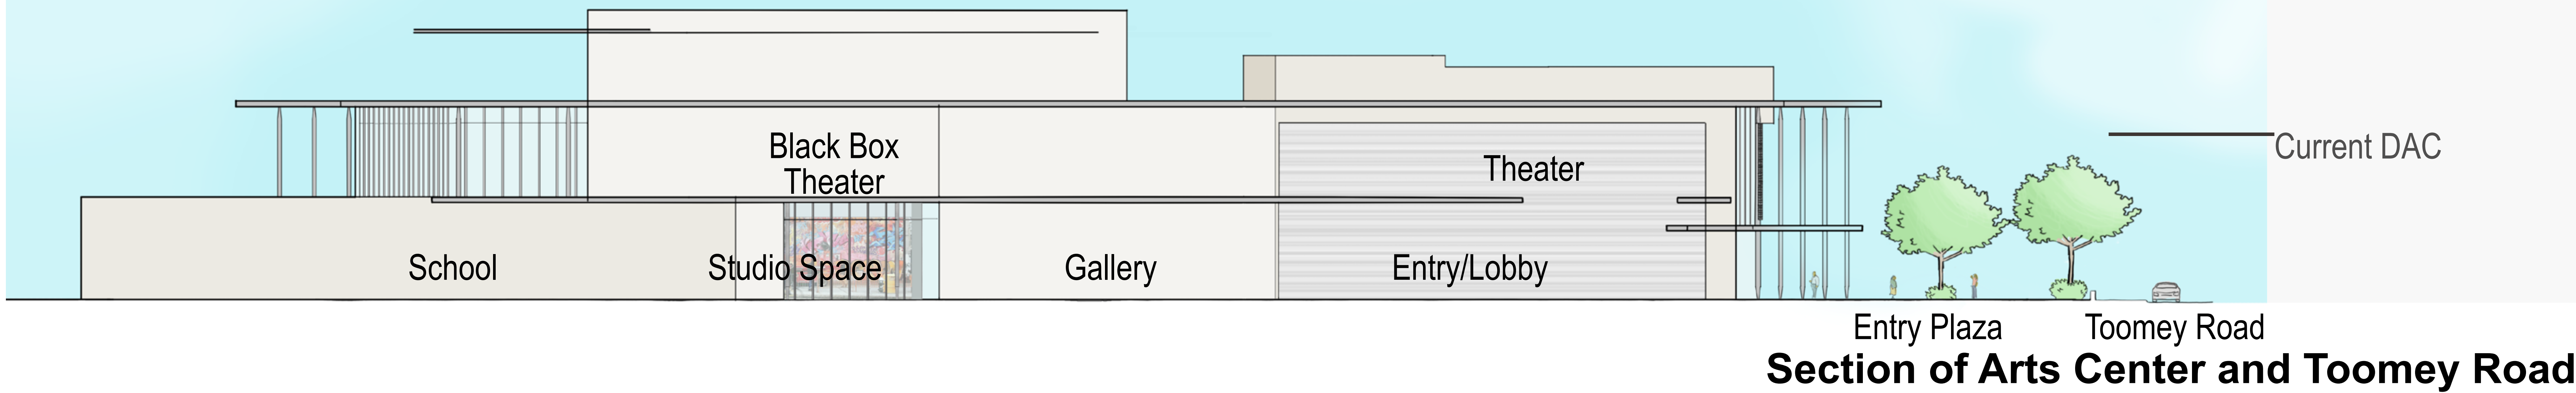 Black Box
Theater
Theater
Current DAC
School
Studio Space
Gallery
Entry/Lobby
Entry Plaza
Toomey Road
Section of Arts Center and Toomey Road